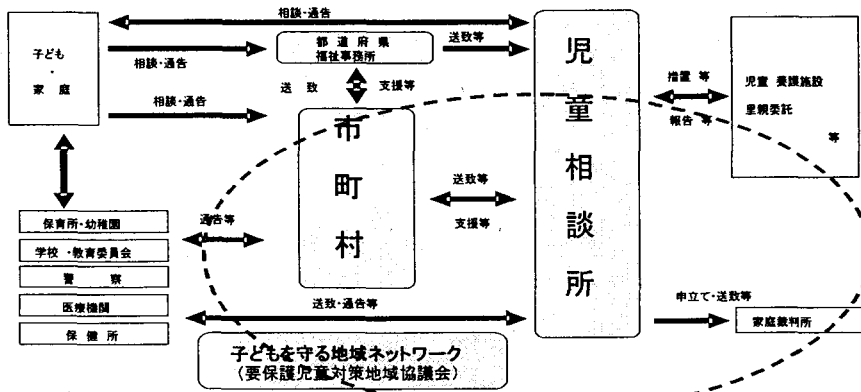 相談・通告
子ども
・
家庭
相談・通告
都道府県
福祉事務所
送致等
児童相談所
措置 等
報告 等
児童 養護施設
里親委託
等
相談・通告
送致
支援等
市町村
送致等
支援等
保育所・幼稚園
学校・教育委員会
警 察
医療機関
保 健 所
通告等
送致・通告等
申立て・送致等
家庭裁判所
子どもを守る地域ネットワーク
(要保護児童対策地域協議会)